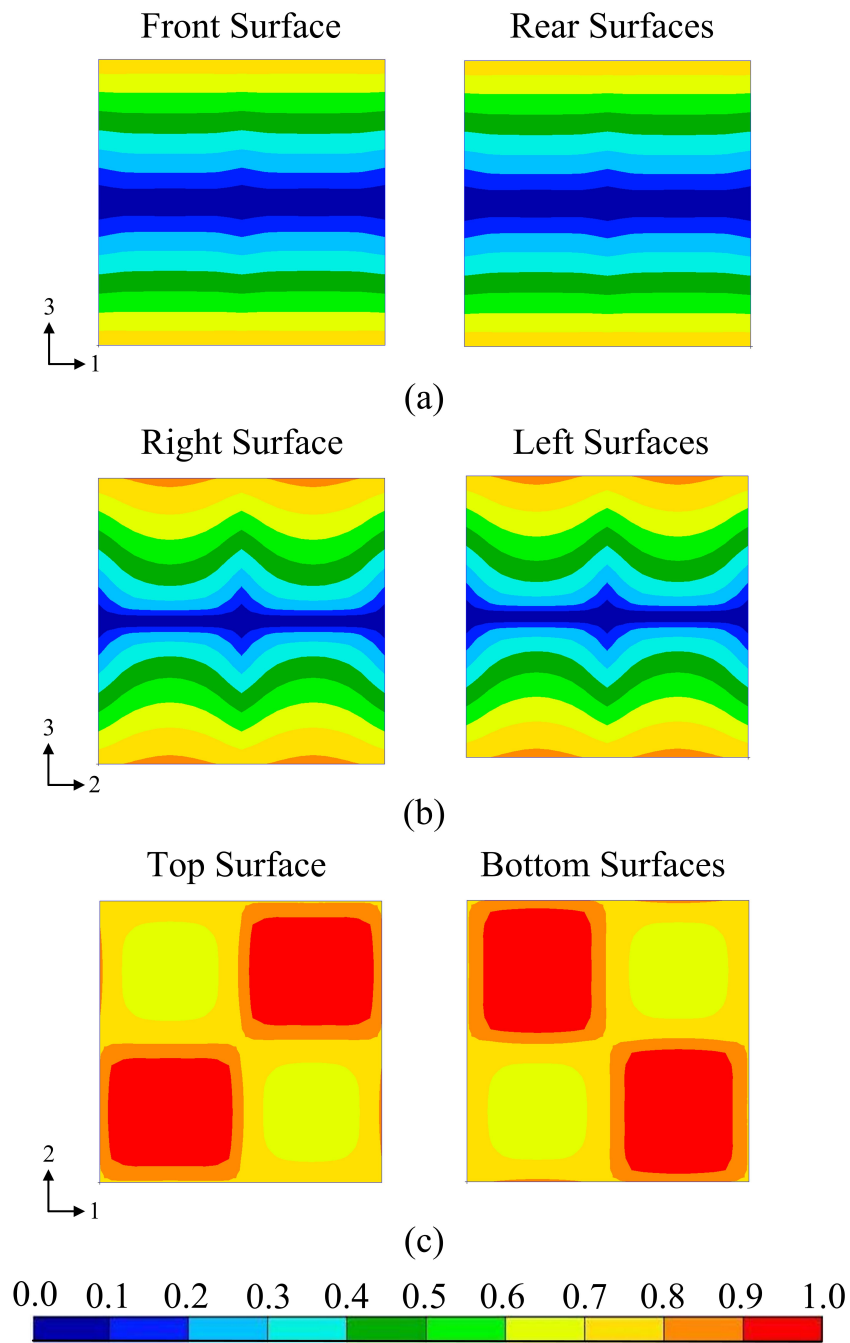 Front Surface Rear Surfaces
3
1
(a)
Right Surface Left Surfaces
3
2
(b)
Top Surface Bottom Surfaces
2
1
(c)
0.0 0.1 0.2 0.3 0.4 0.5 0.6 0.7 0.8 0.9 1.0